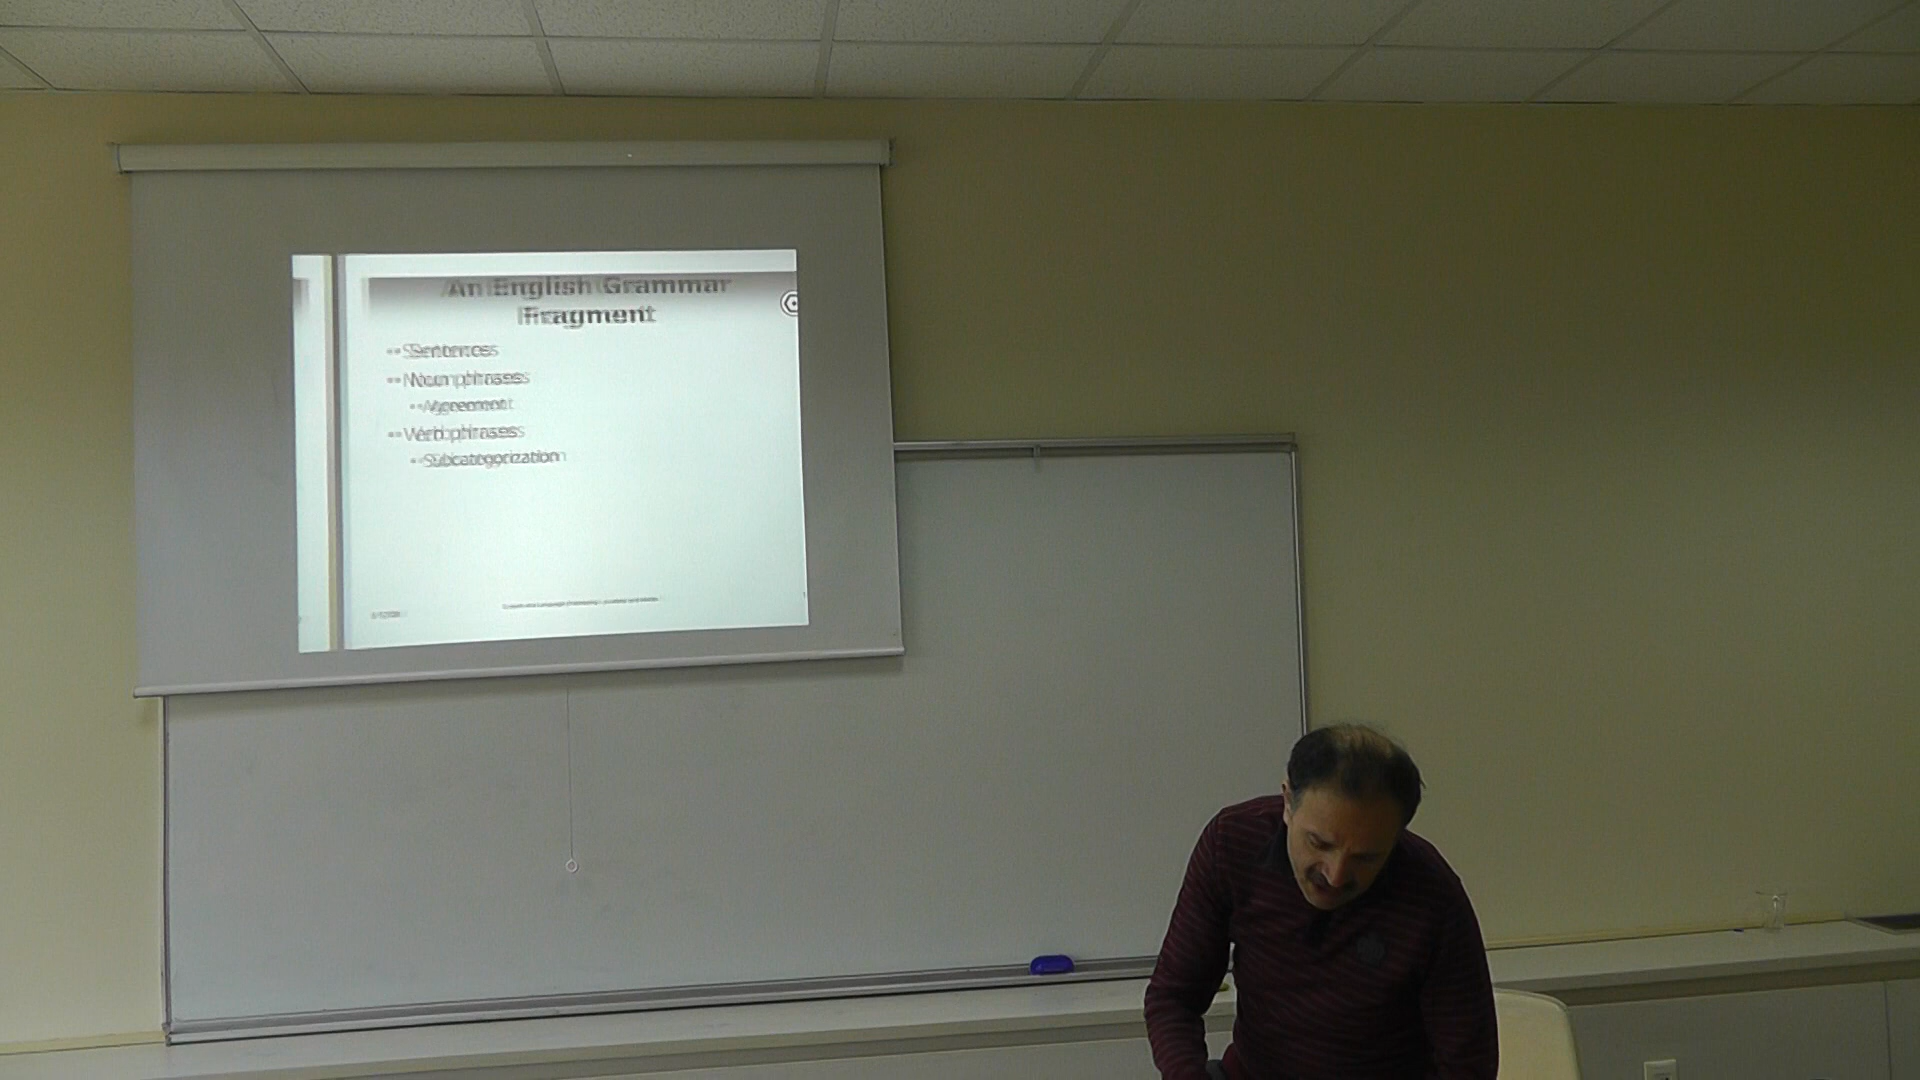 An English Grammar
Fragment
•Sentences
•Noun phrases
•Agreement
•Verb phrases
•Subcategorization